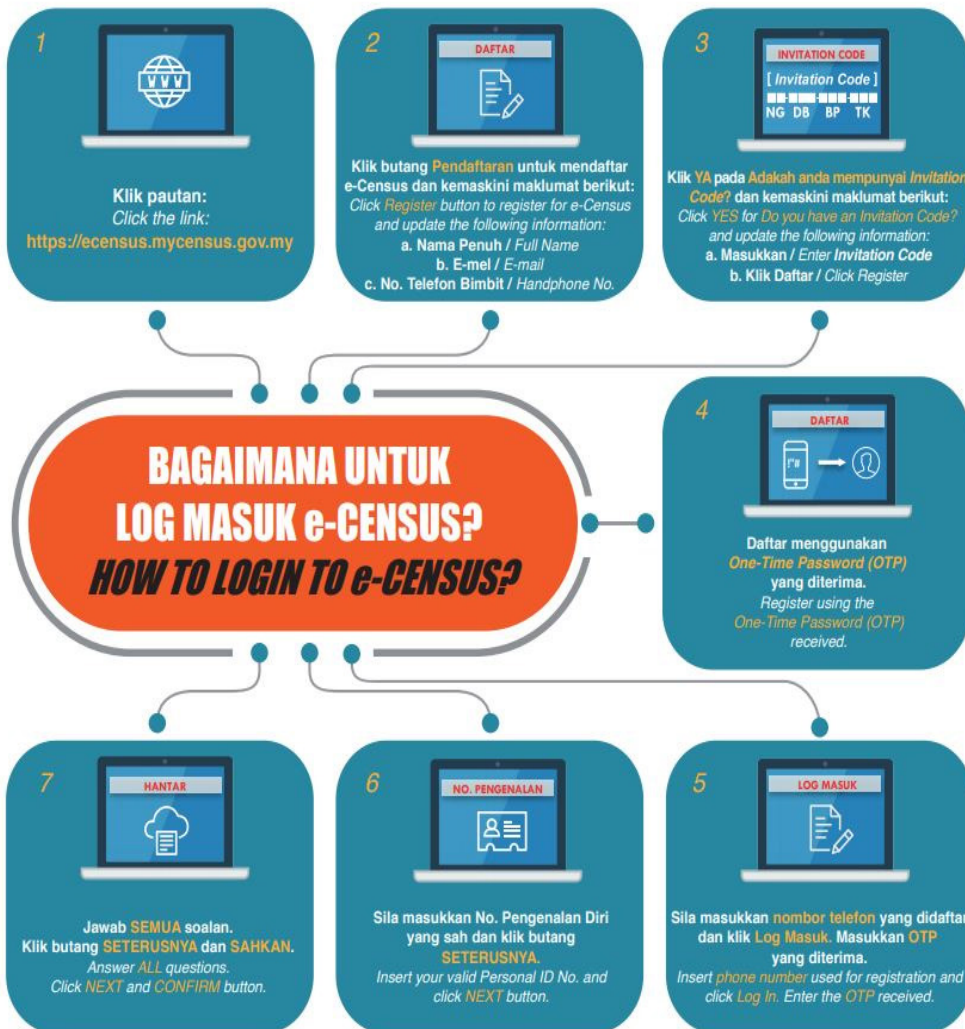 1
WWW
Klik pautan:
Click the link:
https://ecensus.mycensus.gov.my
2
DAFTAR
Klik butang Pendaftaran untuk mendaftar
e-Census dan kemaskini maklumat berikut:
Click Register button to register for e-Census
and update the following information:
a. Nama Penuh / Full Name
b. E-mel / E-mail
c. No. Telefon Bimbit / Handphone No.
3
INVITATION CODE
[ Invitation Code ]
NG DB BP TK
Klik YA pada Adakah anda mempunyai Invitation
Code? dan kemaskini maklumat berikut:
Click YES for Do you have an Invitation Code?
and update the following information:
a. Masukkan / Enter Invitation Code
b. Klik Daftar / Click Register
BAGAIMANA UNTUK
LOG MASUK e-CENSUS?
HOW TO LOGIN TO e-CENSUS?
4
DAFTAR
Daftar menggunakan
One-Time Password (OTP)
yang diterima.
Register using the
One-Time Password (OTP)
received.
5
LOG MASUK
Sila masukkan nombor telefon yang didaftar
dan klik Log Masuk. Masukkan OTP
yang diterima.
Insert phone number used for registration and
click Log In. Enter the OTP received.
6
NO. PENGENALAN
Sila masukkan No. Pengenalan Diri
yang sah dan klik butang
SETERUSNYA.
Insert your valid Personal ID No. and
click NEXT button.
7
HANTAR
Jawab SEMUA soalan.
Klik butang SETERUSNYA dan SAHKAN.
Answer ALL questions.
Click NEXT and CONFIRM button.